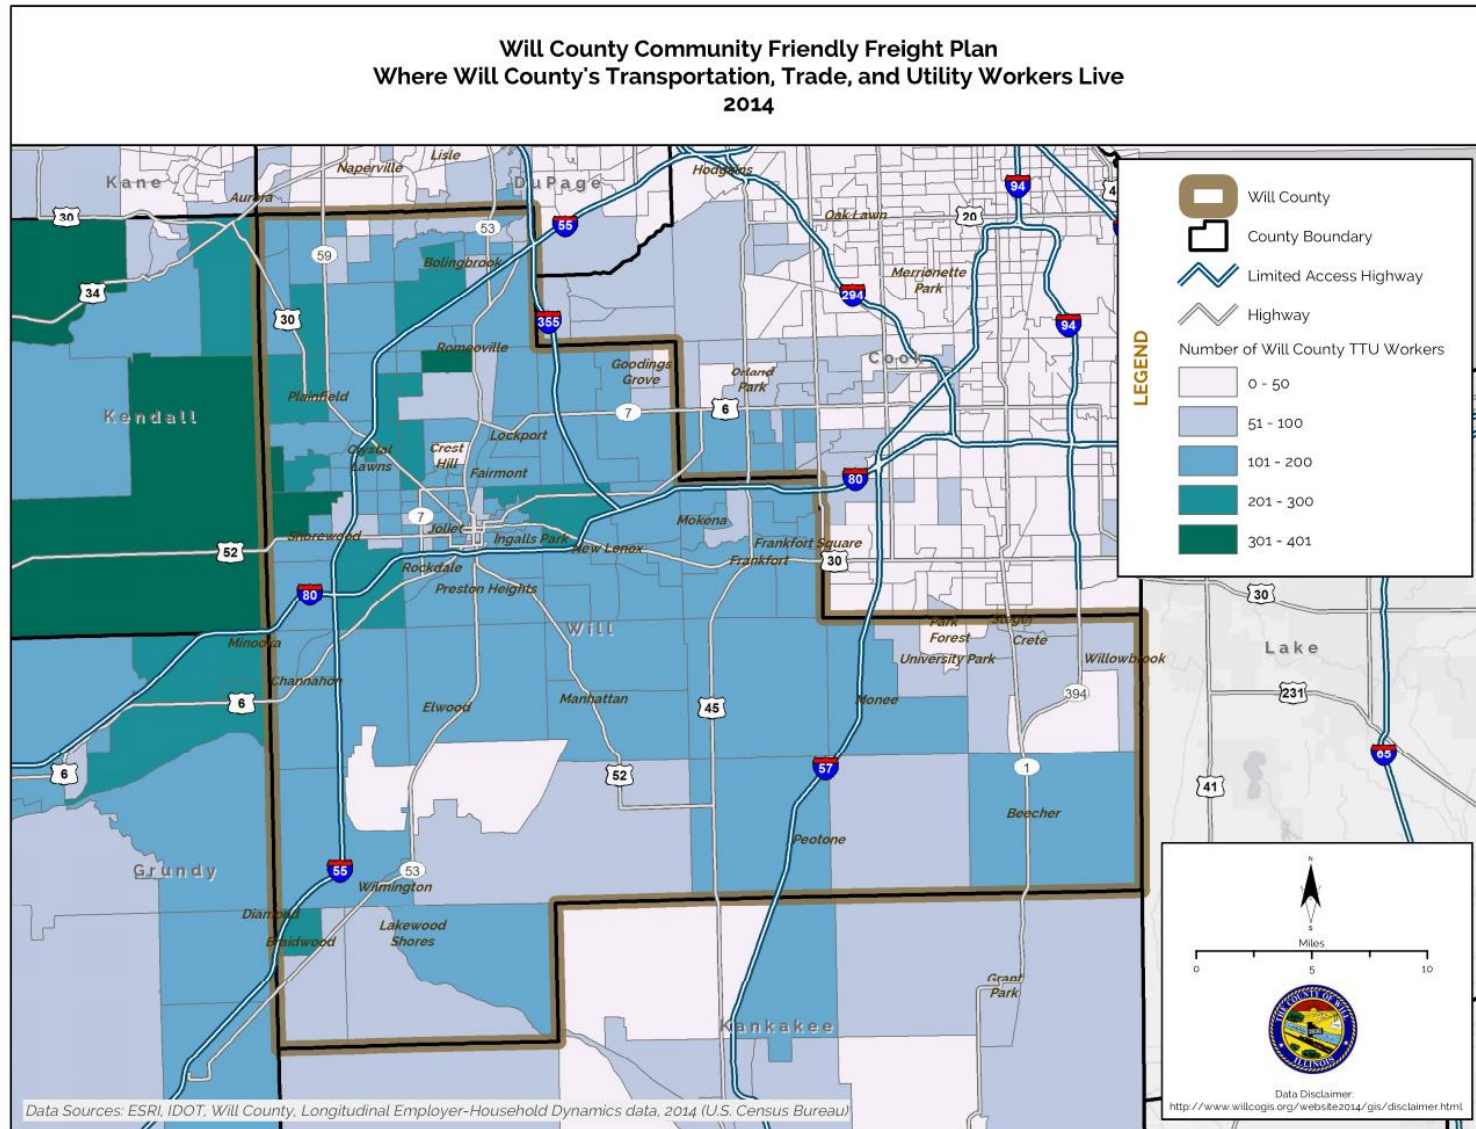 Will County Community Friendly Freight Plan
Where Will County's Transportation, Trade, and Utility Workers Live
2014
LEGEND
Will County
County Boundary
Limited Access Highway
Highway
Number of Will County TTU Workers
0 - 50
51 - 100
101 - 200
201 - 300
301 - 401
Kane
Naperville
Lisle
DuPage
Hodgkins
Aurora
30
53
55
Oak Lawn
20
94
4
59
Bolingbrook
Merrionette
Park
34
30
294
355
94
Romeoville
Goodings
Grove
Orland
Park
Cook
Plainfield
Kendall
7
6
Lockport
Crystal
Lawns
Crest
Hill
Fairmont
80
7
Joliet
Mokena
Shorewood
Ingalls Park
New Lenox
Frankfort Square
52
Frankfort
30
Rockdale
80
Preston Heights
30
Will
Park
Forest
Steger
Crete
Minooka
University Park
Willowbrook
Lake
Channahon
6
Elwood
Manhattan
45
Monee
394
231
6
52
57
1
65
41
Beecher
Peotone
Grundy
55
53
Wilmington
Diamond
Braidwood
Lakewood
Shores
Grant
Park
Kankakee
N
S
Miles
0
5
10
THE COUNTY OF WILL
ILLINOIS
Data Disclaimer:
http://www.willcogis.org/website2014/gis/disclaimer.html
Data Sources: ESRI, IDOT, Will County, Longitudinal Employer-Household Dynamics data, 2014 (U.S. Census Bureau)